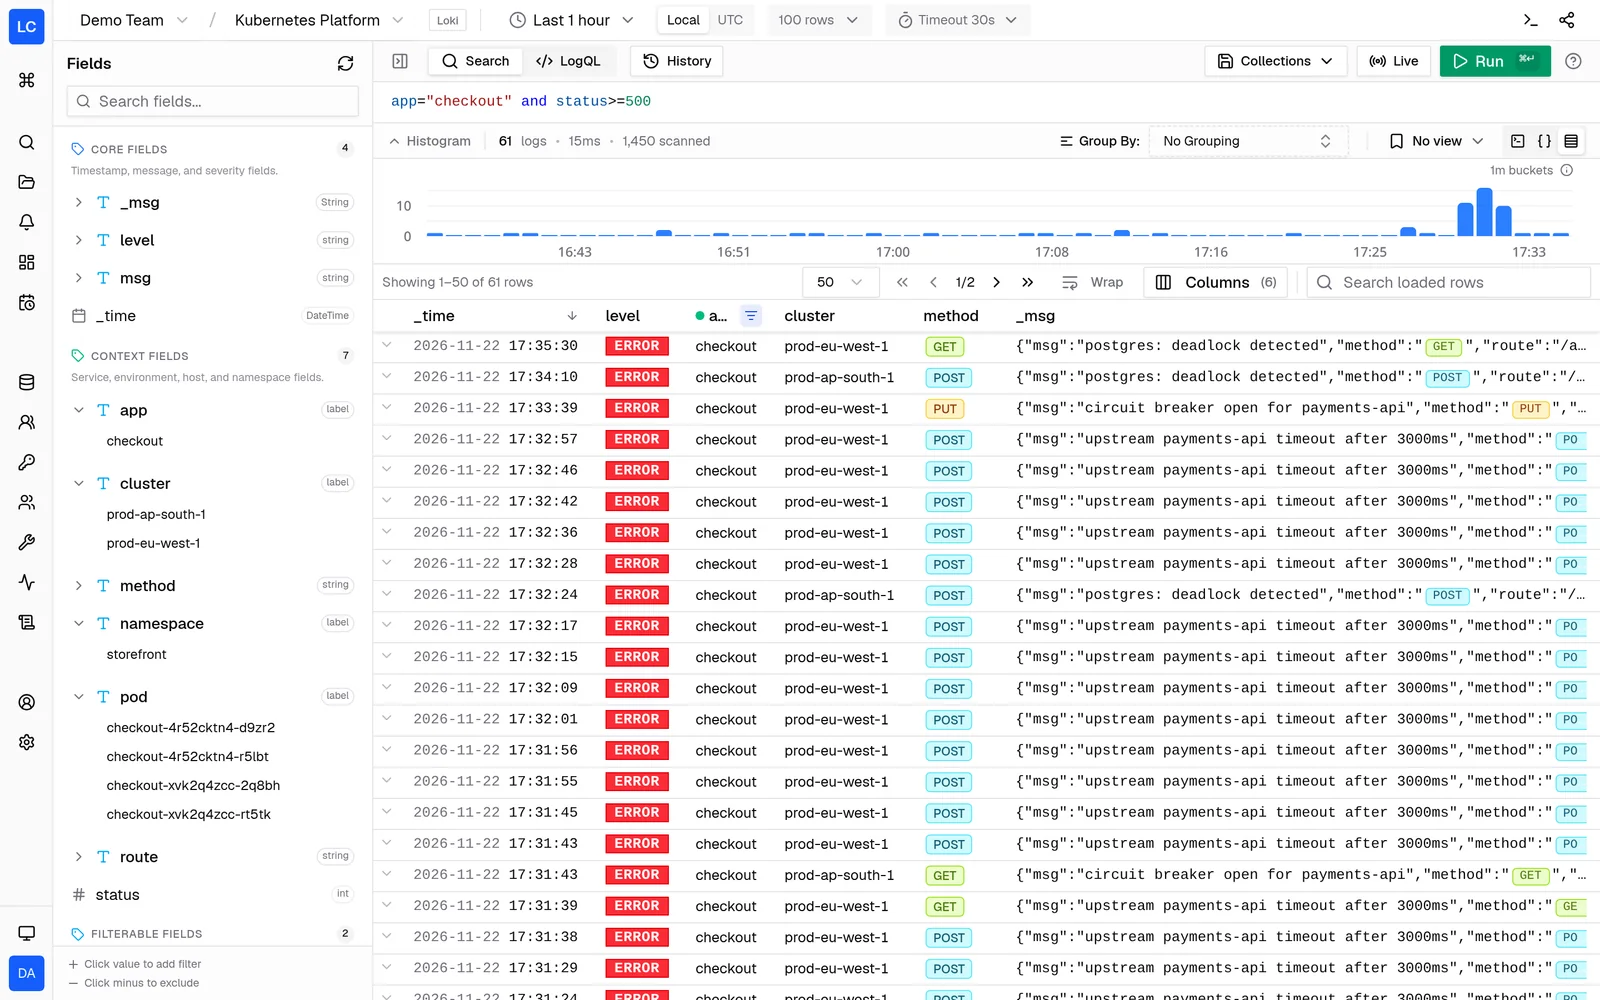 LC
Demo Team / Kubernetes Platform Loki Last 1 hour Local UTC 100 rows Timeout 30s
Fields
Search fields...
CORE FIELDS 4
Timestamp, message, and severity fields.
_msg String
level string
msg string
_time DateTime
CONTEXT FIELDS 7
Service, environment, host, and namespace fields.
app label
checkout
cluster label
prod-ap-south-1
prod-eu-west-1
method string
namespace label
storefront
pod label
checkout-4r52cktn4-d9zr2
checkout-4r52cktn4-r5lbt
checkout-xvk2q4zcc-2q8bh
checkout-xvk2q4zcc-rt5tk
route string
# status int
FILTERABLE FIELDS 2
+ Click value to add filter
− Click minus to exclude
DA
Search </> LogQL History Collections Live Run ⌘↵
app="checkout" and status>=500
Histogram 61 logs · 15ms · 1,450 scanned Group By: No Grouping No view
1m buckets
10
0
16:43 16:51 17:00 17:08 17:16 17:25 17:33
Showing 1–50 of 61 rows 50 1/2 Wrap Columns (6) Search loaded rows
_time level a... cluster method _msg
2026-11-22 17:35:30 ERROR checkout prod-eu-west-1 GET {"msg":"postgres: deadlock detected","method":"GET","route":"/a…
2026-11-22 17:34:10 ERROR checkout prod-ap-south-1 POST {"msg":"postgres: deadlock detected","method":"POST","route":"/…
2026-11-22 17:33:39 ERROR checkout prod-eu-west-1 PUT {"msg":"circuit breaker open for payments-api","method":"PUT","…
2026-11-22 17:32:57 ERROR checkout prod-eu-west-1 POST {"msg":"upstream payments-api timeout after 3000ms","method":"PO
2026-11-22 17:32:46 ERROR checkout prod-eu-west-1 POST {"msg":"upstream payments-api timeout after 3000ms","method":"PO
2026-11-22 17:32:42 ERROR checkout prod-eu-west-1 POST {"msg":"upstream payments-api timeout after 3000ms","method":"PO
2026-11-22 17:32:36 ERROR checkout prod-eu-west-1 POST {"msg":"upstream payments-api timeout after 3000ms","method":"PO
2026-11-22 17:32:28 ERROR checkout prod-eu-west-1 POST {"msg":"upstream payments-api timeout after 3000ms","method":"PO
2026-11-22 17:32:24 ERROR checkout prod-ap-south-1 POST {"msg":"postgres: deadlock detected","method":"POST","route":"/…
2026-11-22 17:32:17 ERROR checkout prod-eu-west-1 POST {"msg":"upstream payments-api timeout after 3000ms","method":"PO
2026-11-22 17:32:15 ERROR checkout prod-eu-west-1 POST {"msg":"upstream payments-api timeout after 3000ms","method":"PO
2026-11-22 17:32:09 ERROR checkout prod-eu-west-1 POST {"msg":"upstream payments-api timeout after 3000ms","method":"PO
2026-11-22 17:32:01 ERROR checkout prod-eu-west-1 POST {"msg":"upstream payments-api timeout after 3000ms","method":"PO
2026-11-22 17:31:56 ERROR checkout prod-eu-west-1 POST {"msg":"upstream payments-api timeout after 3000ms","method":"PO
2026-11-22 17:31:55 ERROR checkout prod-eu-west-1 POST {"msg":"upstream payments-api timeout after 3000ms","method":"PO
2026-11-22 17:31:45 ERROR checkout prod-eu-west-1 POST {"msg":"upstream payments-api timeout after 3000ms","method":"PO
2026-11-22 17:31:43 ERROR checkout prod-eu-west-1 POST {"msg":"upstream payments-api timeout after 3000ms","method":"PO
2026-11-22 17:31:43 ERROR checkout prod-ap-south-1 GET {"msg":"circuit breaker open for payments-api","method":"GET","…
2026-11-22 17:31:39 ERROR checkout prod-eu-west-1 GET {"msg":"upstream payments-api timeout after 3000ms","method":"GE
2026-11-22 17:31:38 ERROR checkout prod-eu-west-1 POST {"msg":"upstream payments-api timeout after 3000ms","method":"PO
2026-11-22 17:31:29 ERROR checkout prod-eu-west-1 POST {"msg":"upstream payments-api timeout after 3000ms","method":"PO
2026-11-22 17:31:24 ERROR checkout prod-eu-west-1 POST {"msg":"upstream payments-api timeout after 3000ms","method":"PO